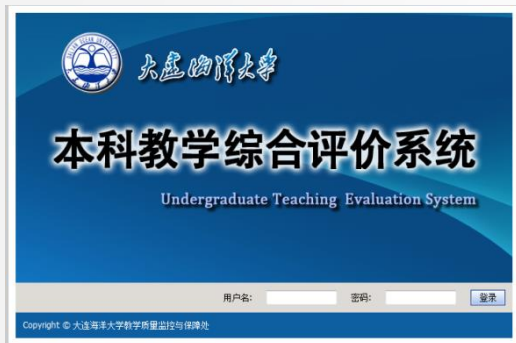 大连海洋大学
本科教学综合评价系统
Undergraduate Teaching Evaluation System
用户名: 密码: 登录
Copyright © 大连海洋大学教学质量监控与保障处